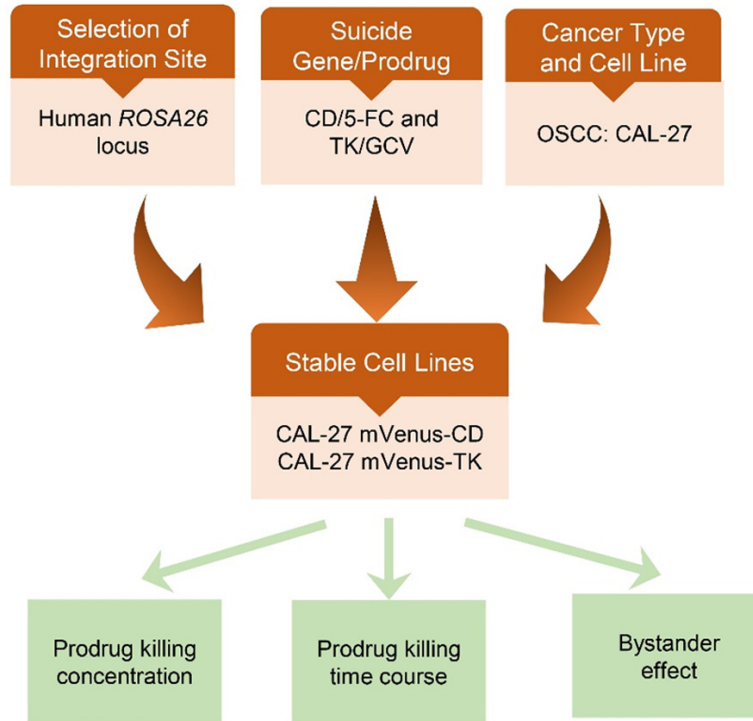 Selection of
Integration Site
Human ROSA26
locus
Suicide
Gene/Prodrug
CD/5-FC and
TK/GCV
Cancer Type
and Cell Line
OSCC: CAL-27
Stable Cell Lines
CAL-27 mVenus-CD
CAL-27 mVenus-TK
Prodrug killing
concentration
Prodrug killing
time course
Bystander
effect